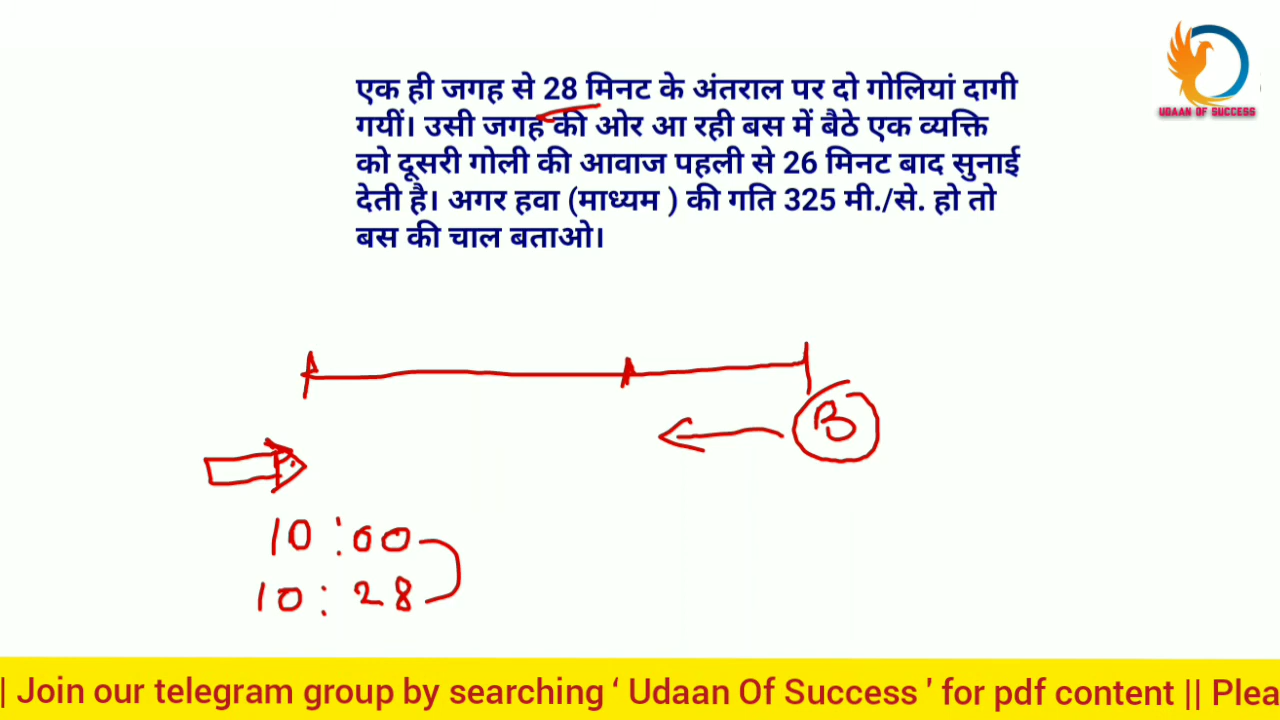 एक ही जगह से 28 मिनट के अंतराल पर दो गोलियां दागी
गयीं। उसी जगह की ओर आ रही बस में बैठे एक व्यक्ति
को दूसरी गोली की आवाज पहली से 26 मिनट बाद सुनाई
देती है। अगर हवा (माध्यम ) की गति 325 मी./से. हो तो
बस की चाल बताओ।
UDAAN OF SUCCESS
B
10:00
10:28
| Join our telegram group by searching ‘ Udaan Of Success ’ for pdf content || Plea